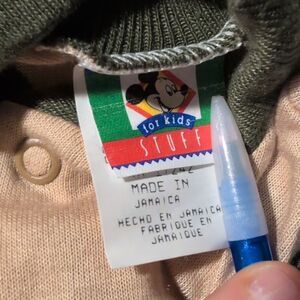 for kids
STUFF
MADE IN
JAMAICA
HECHO EN JAMAICA
FABRIQUE EN
JAMAIQUE